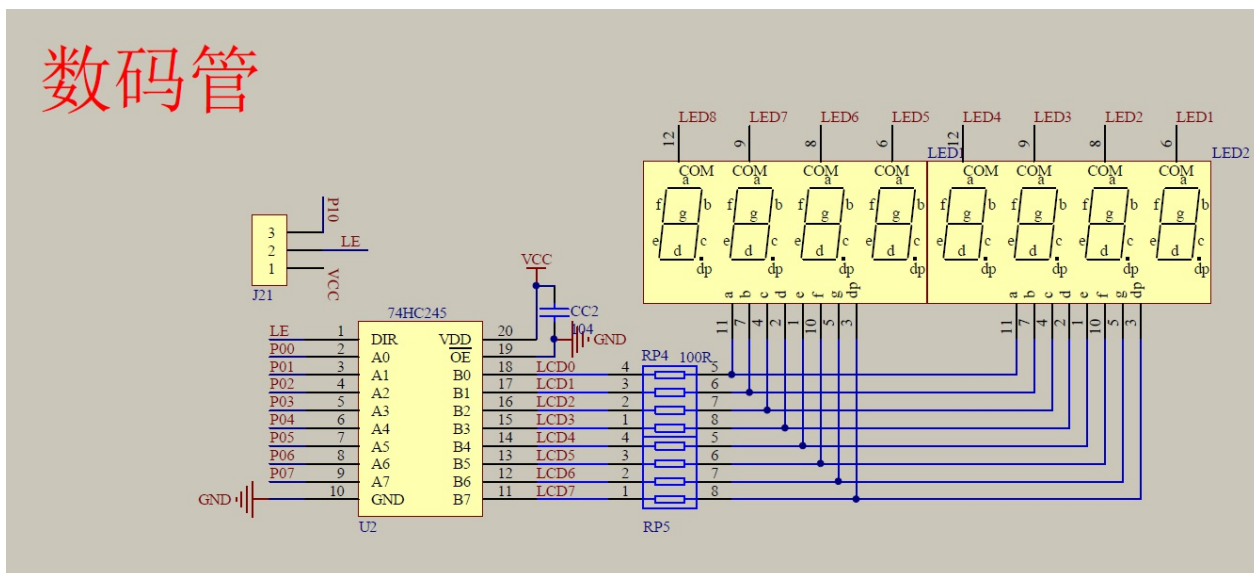 数码管
LED8 LED7 LED6 LED5 LED4 LED3 LED2 LED1
12 9 8 6 12 9 8 6
LED1 LED2
COM COM COM COM COM COM COM COM
a a a a a a a a
f b f b f b f b f b f b f b f b
g g g g g g g g
e c e c e c e c e c e c e c e c
d d d d d d d d
dp dp dp dp dp dp dp dp
a b c d e f g dp a b c d e f g dp
11 7 4 2 1 10 5 3 11 7 4 2 1 10 5 3
P10
3
2 LE
1
VCC
J21
VCC
74HC245
CC2
104
GND
LE 1 DIR VDD 20
P00 2 A0 OE 19
P01 3 A1 B0 18 LCD0 4 RP4 100R 5
P02 4 A2 B1 17 LCD1 3 6
P03 5 A3 B2 16 LCD2 2 7
P04 6 A4 B3 15 LCD3 1 8
P05 7 A5 B4 14 LCD4 4 5
P06 8 A6 B5 13 LCD5 3 6
P07 9 A7 B6 12 LCD6 2 7
GND 10 GND B7 11 LCD7 1 8
U2 RP5